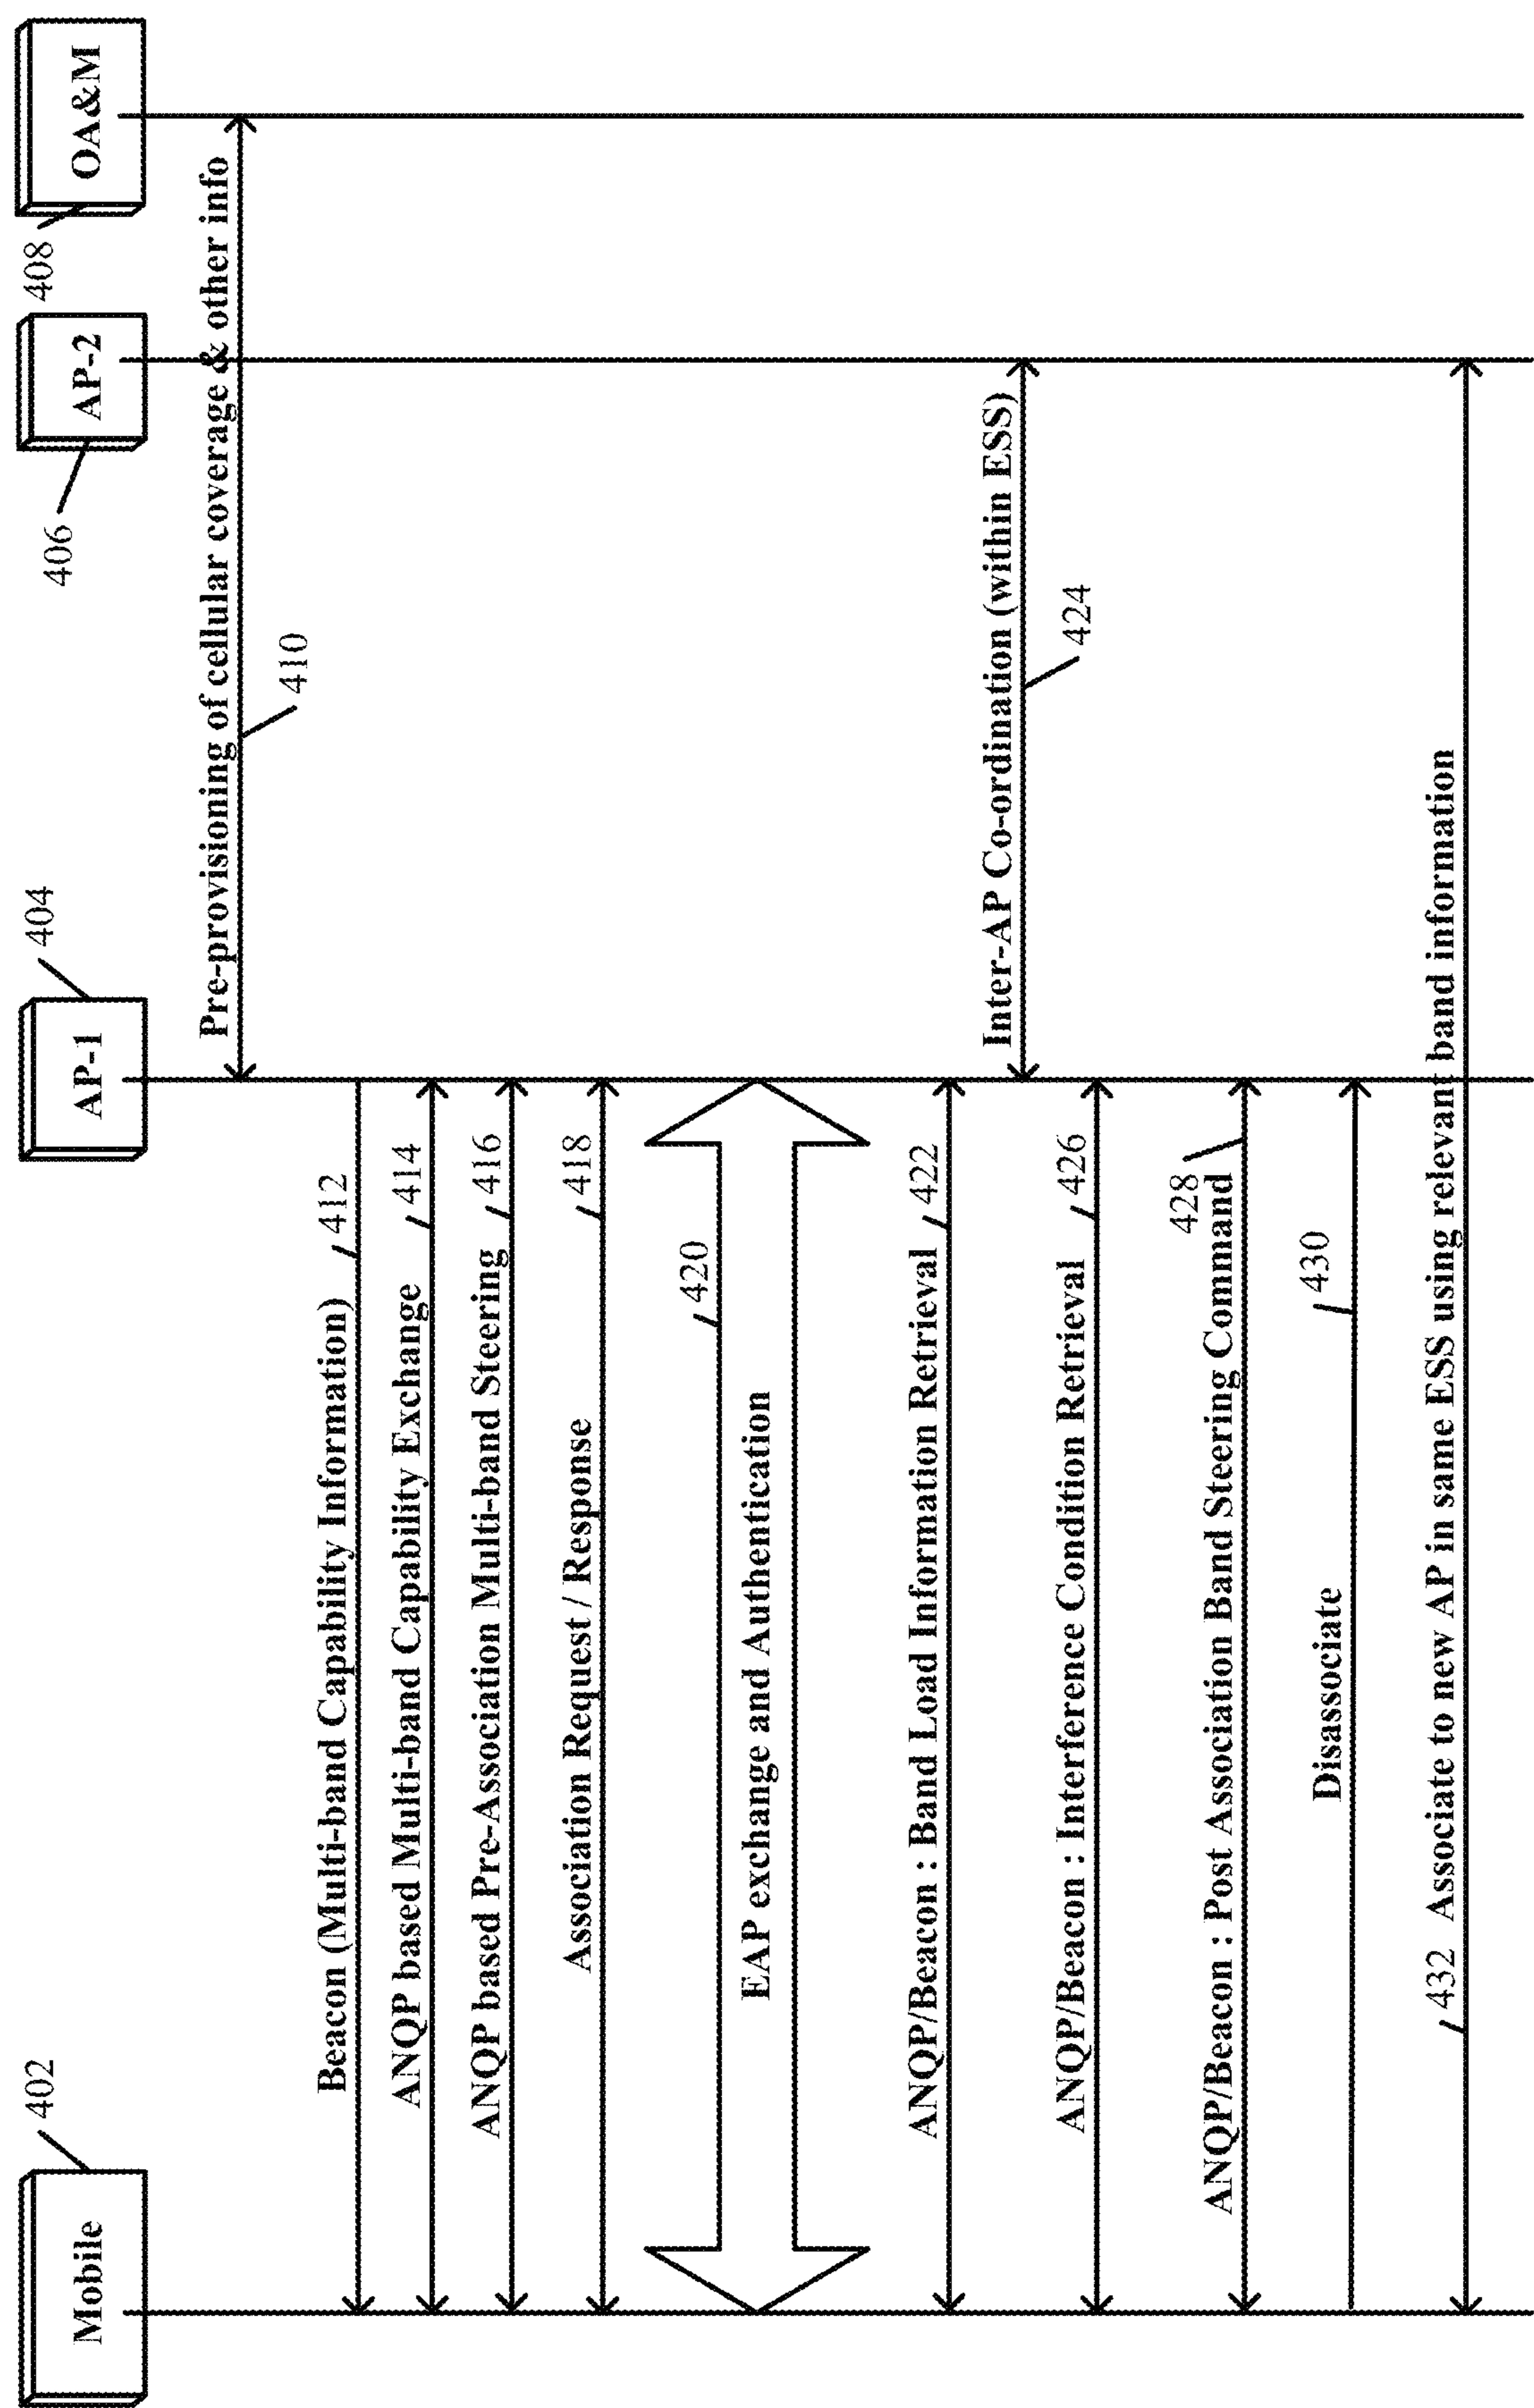 Mobile
402
AP-1
404
AP-2
406
OA&M
408
Pre-provisioning of cellular coverage & other info
410
Beacon (Multi-band Capability Information)
412
ANQP based Multi-band Capability Exchange
414
ANQP based Pre-Association Multi-band Steering
416
Association Request / Response
418
420
EAP exchange and Authentication
ANQP/Beacon : Band Load Information Retrieval
422
Inter-AP Co-ordination (within ESS)
424
ANQP/Beacon : Interference Condition Retrieval
426
428
ANQP/Beacon : Post Association Band Steering Command
Disassociate
430
432
Associate to new AP in same ESS using relevant band information